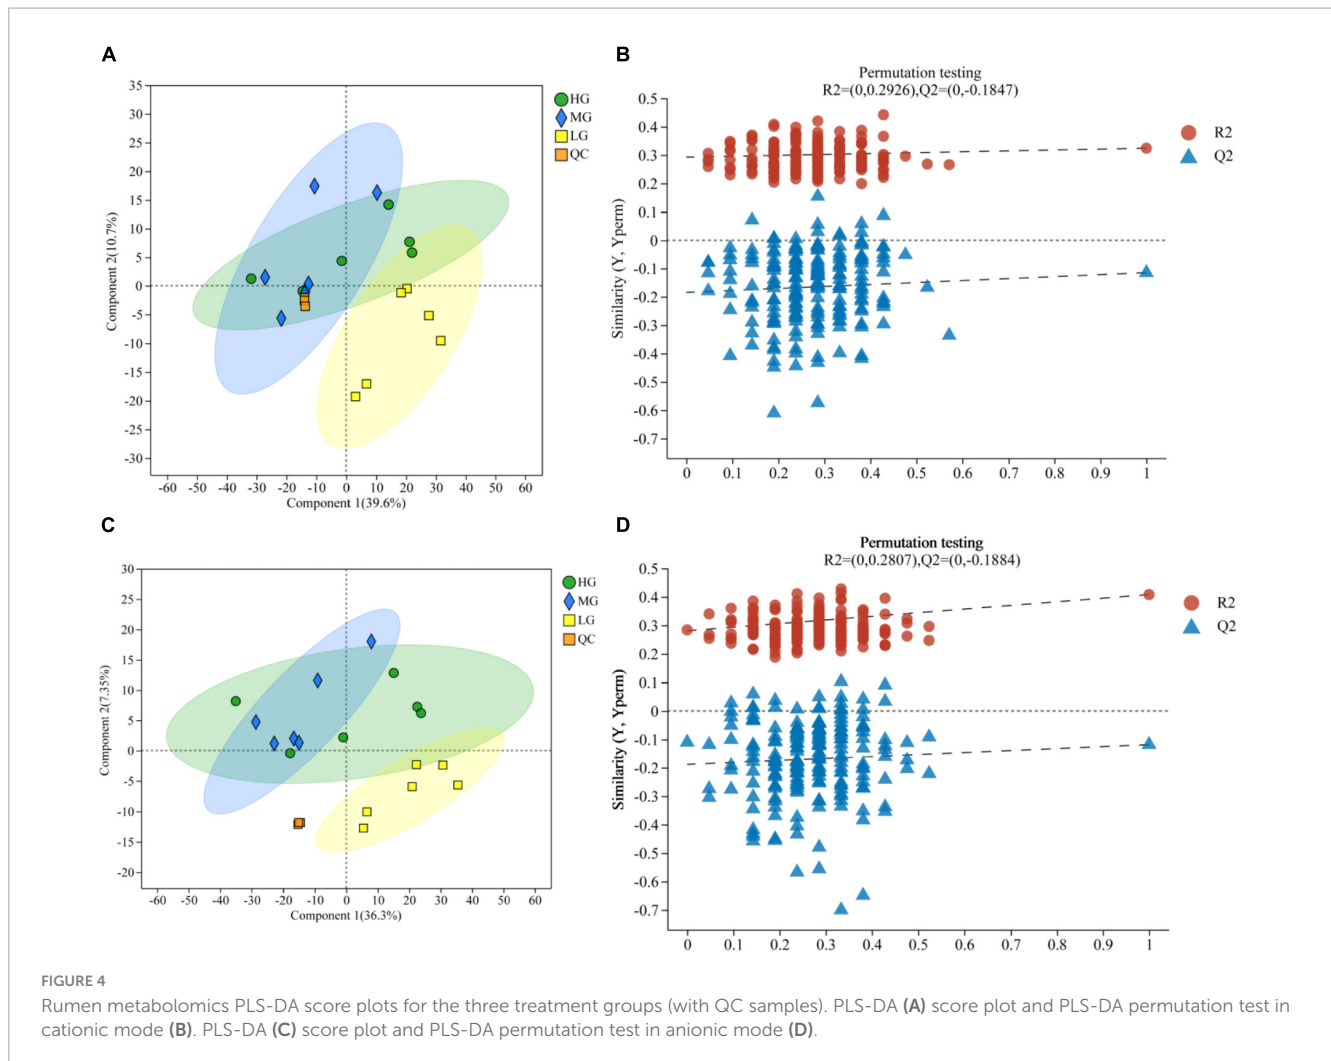 A
35
30
25
20
15
10
5
0
-5
-10
-15
-20
-25
-30
Component 2(10.7%)
-60 -50 -40 -30 -20 -10 0 10 20 30 40 50 60
Component 1(39.6%)
HG
MG
LG
QC
B
Permutation testing
R2=(0,0.2926),Q2=(0,-0.1847)
0.5
0.4
0.3
0.2
0.1
0
-0.1
-0.2
-0.3
-0.4
-0.5
-0.6
-0.7
Similarity (Y, Yperm)
0 0.1 0.2 0.3 0.4 0.5 0.6 0.7 0.8 0.9 1
R2
Q2
C
30
25
20
15
10
5
0
-5
-10
-15
-20
Component 2(7.35%)
-60 -50 -40 -30 -20 -10 0 10 20 30 40 50 60
Component 1(36.3%)
HG
MG
LG
QC
D
Permutation testing
R2=(0,0.2807),Q2=(0,-0.1884)
0.5
0.4
0.3
0.2
0.1
0
-0.1
-0.2
-0.3
-0.4
-0.5
-0.6
-0.7
Similarity (Y, Yperm)
0 0.1 0.2 0.3 0.4 0.5 0.6 0.7 0.8 0.9 1
R2
Q2
FIGURE 4
Rumen metabolomics PLS-DA score plots for the three treatment groups (with QC samples). PLS-DA (A) score plot and PLS-DA permutation test in
cationic mode (B). PLS-DA (C) score plot and PLS-DA permutation test in anionic mode (D).